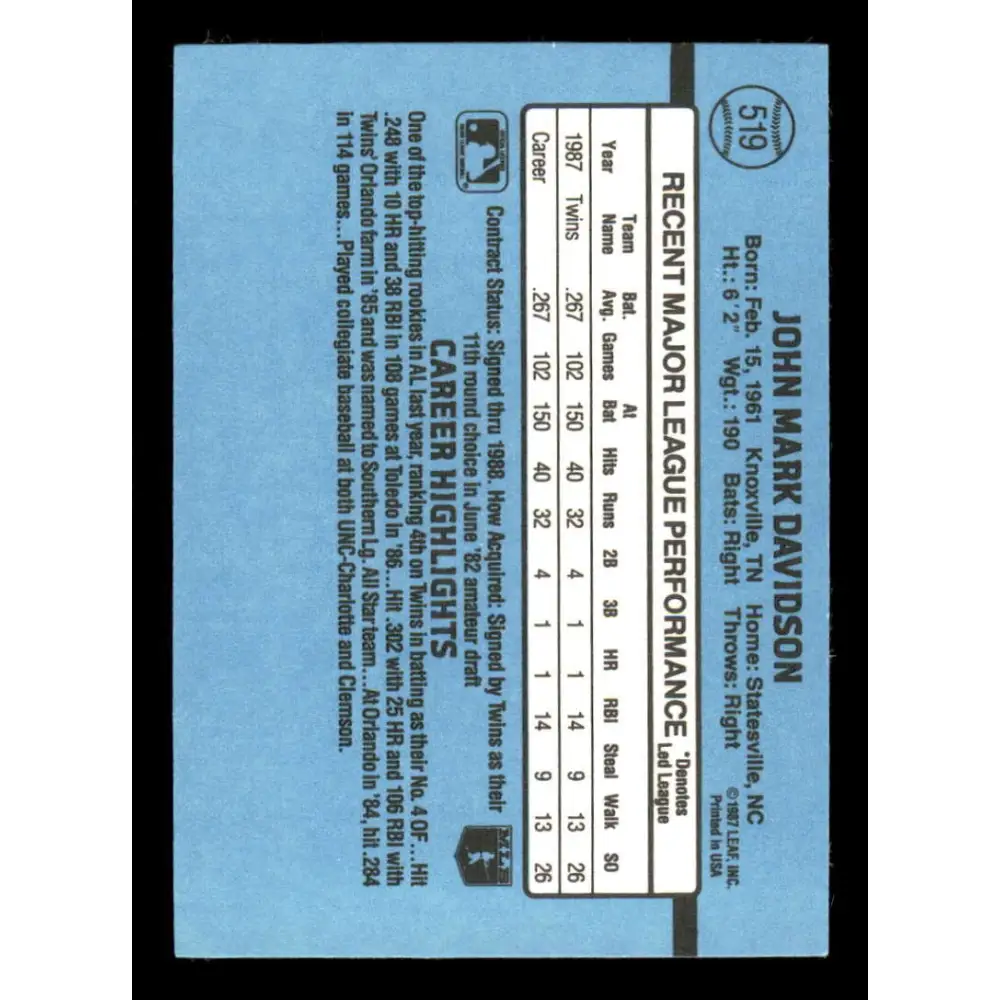 519
JOHN MARK DAVIDSON
Born: Feb. 15, 1961 Knoxville, TN Home: Statesville, NC
Ht.: 6'2" Wgt.: 190 Bats: Right Throws: Right
©1987 LEAF, INC.
Printed in USA
RECENT MAJOR LEAGUE PERFORMANCE *Denotes Led League
Year Team Name Bat. Avg. Games At Bat Hits Runs 2B 3B HR RBI Steal Walk SO
1987 Twins .267 102 150 40 32 4 1 1 14 9 13 26
Career .267 102 150 40 32 4 1 1 14 9 13 26
Contract Status: Signed thru 1988. How Acquired: Signed by Twins as their
11th round choice in June '82 amateur draft
MLB
CAREER HIGHLIGHTS
One of the top-hitting rookies in AL last year, ranking 4th on Twins in batting as their No. 4 OF...Hit
.248 with 10 HR and 38 RBI in 108 games at Toledo in '86...Hit .302 with 25 HR and 106 RBI with
Twins' Orlando farm in '85 and was named to Southern Lg. All Star team...At Orlando in '84, hit .284
in 114 games...Played collegiate baseball at both UNC-Charlotte and Clemson.